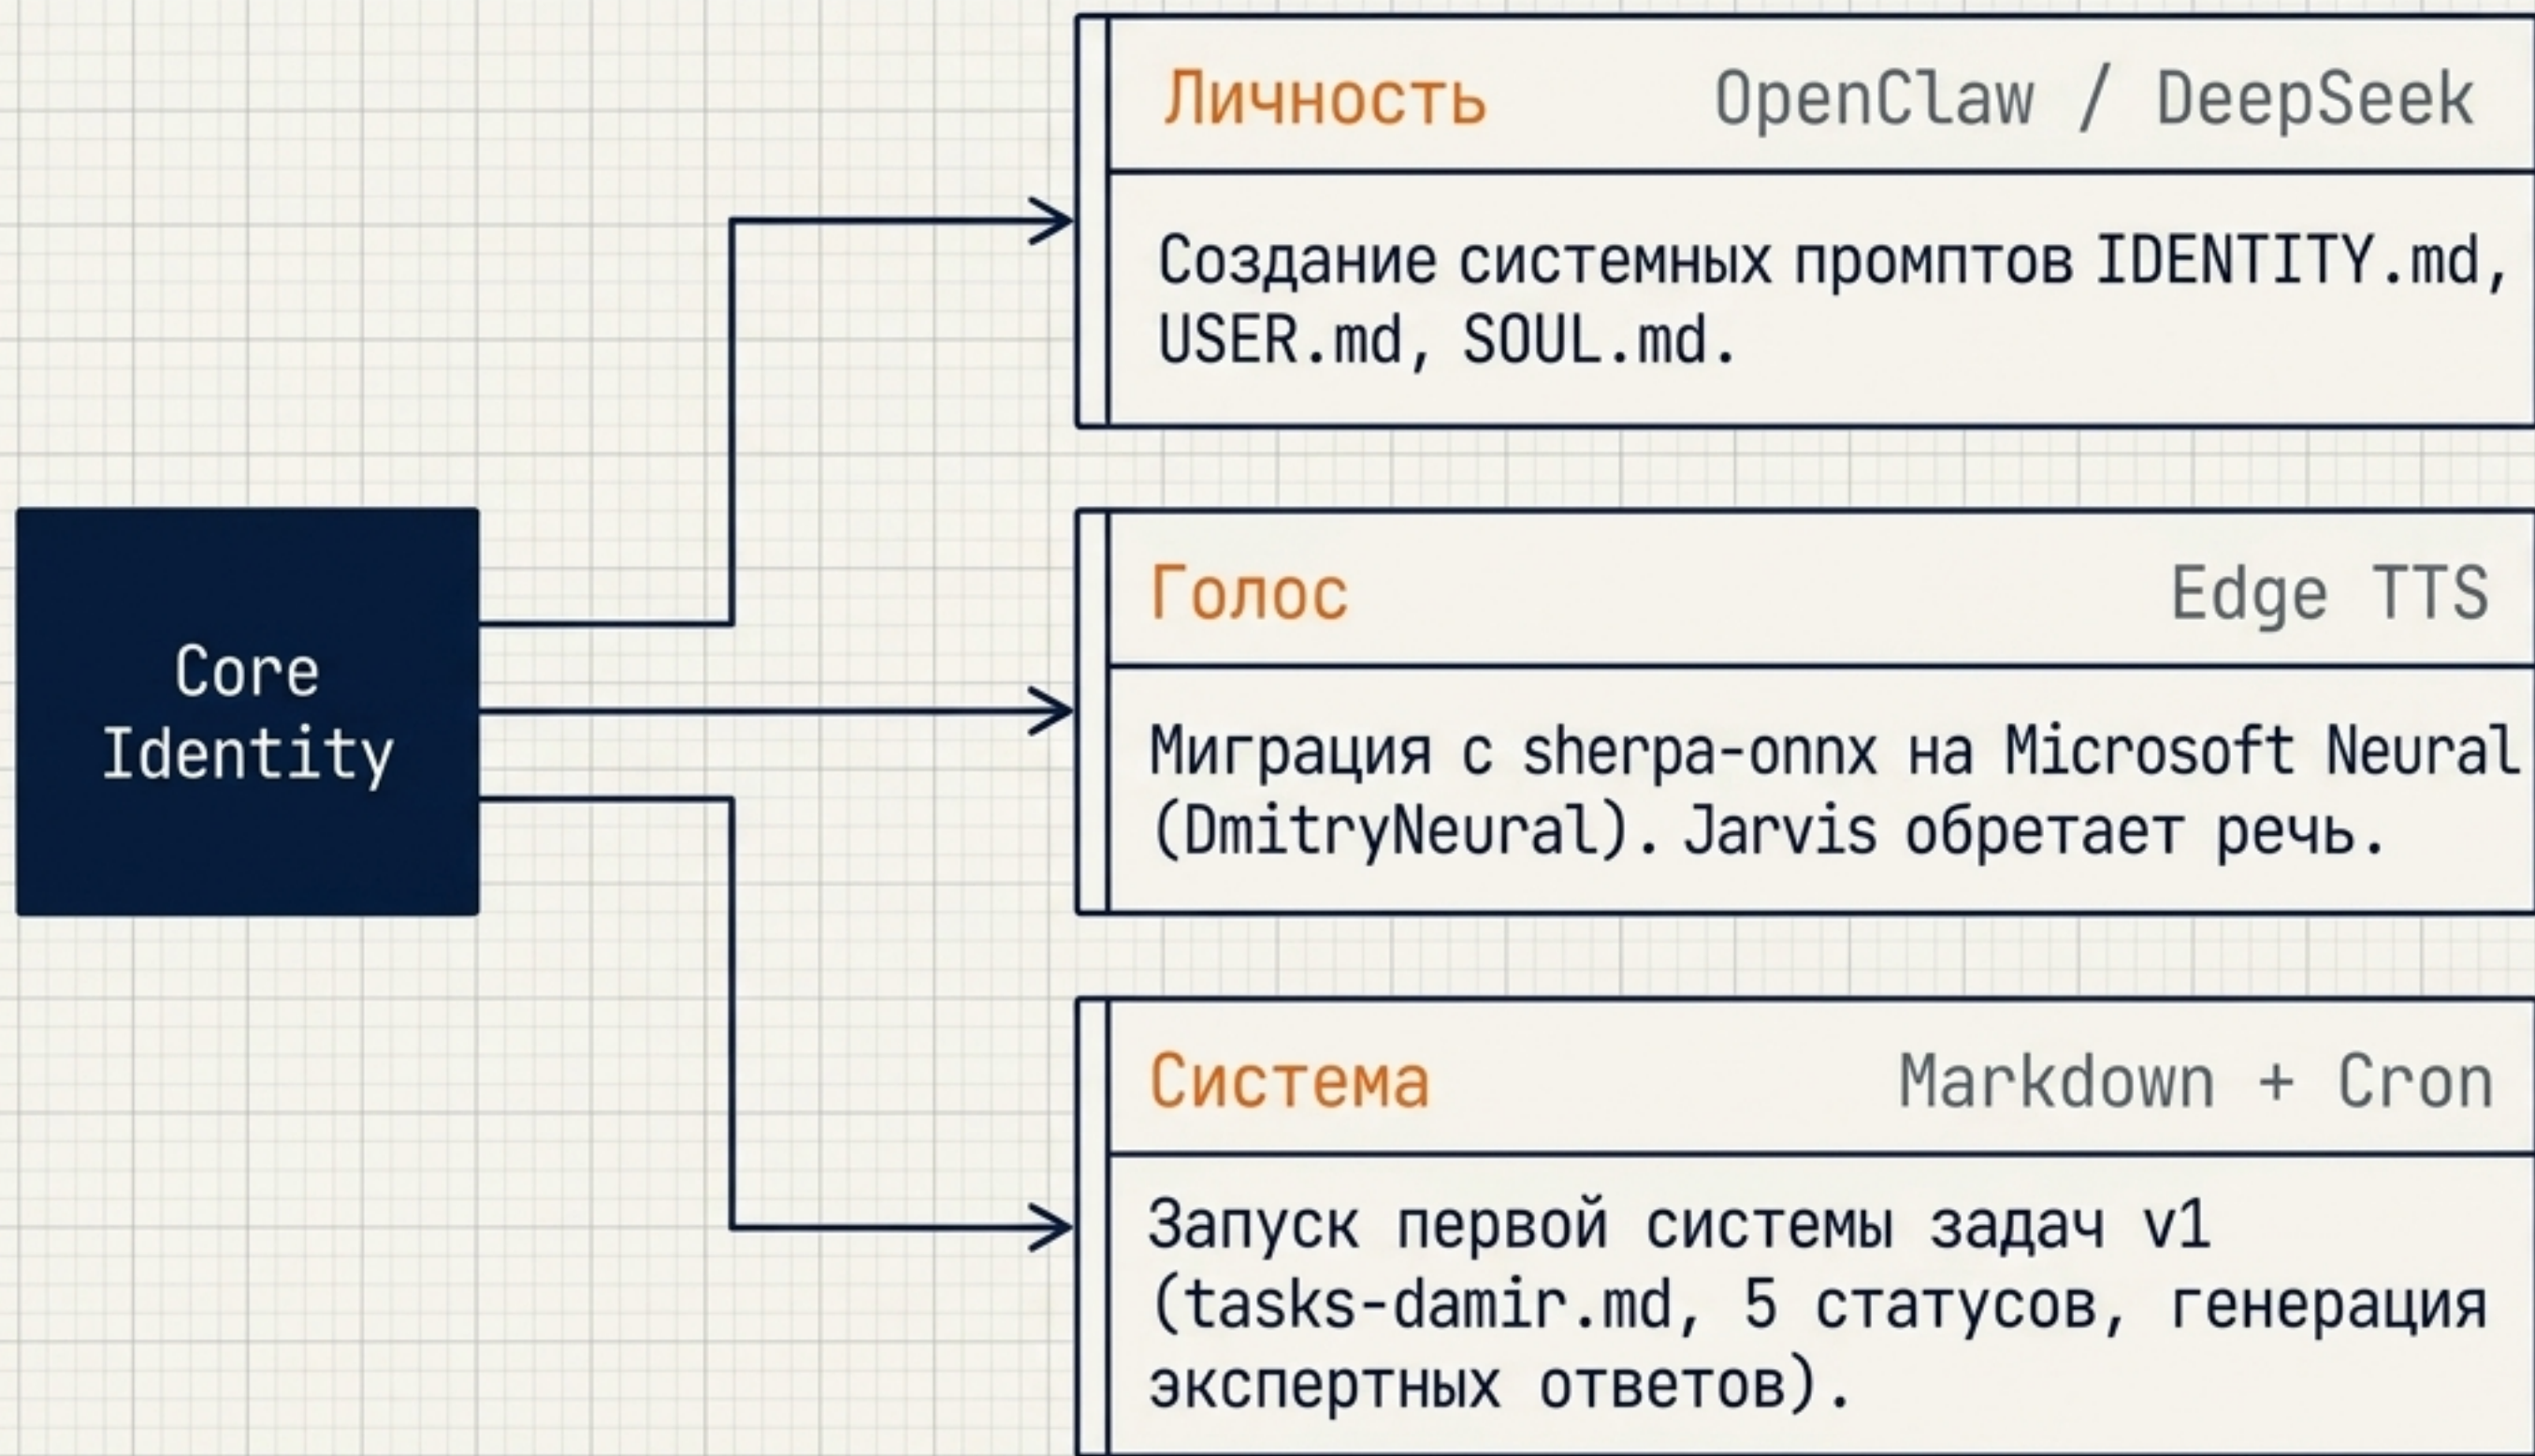 Личность OpenClaw / DeepSeek
Создание системных промптов IDENTITY.md,
USER.md, SOUL.md.
Core
Identity
Голос Edge TTS
Миграция с sherpa-onnx на Microsoft Neural
(DmitryNeural). Jarvis обретает речь.
Система Markdown + Cron
Запуск первой системы задач v1
(tasks-damir.md, 5 статусов, генерация
экспертных ответов).